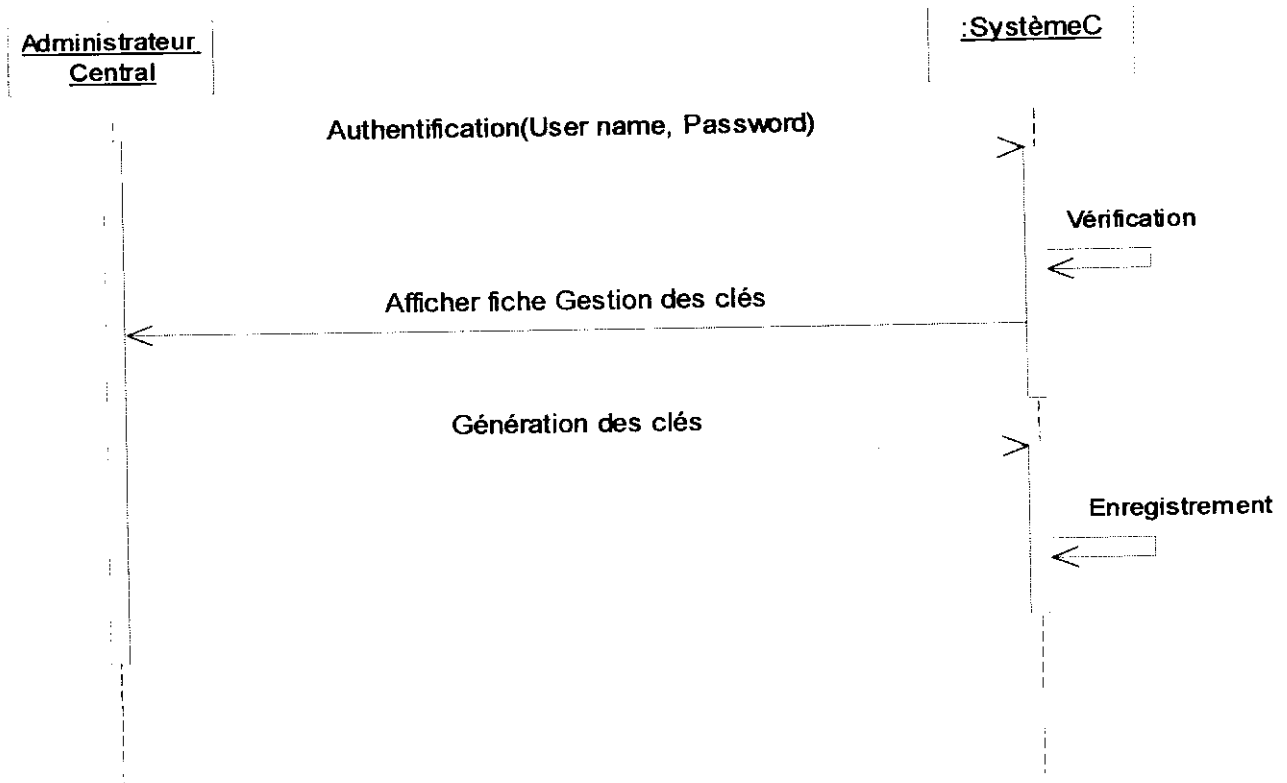 Administrateur
Central
:SystèmeC
Authentification(User name, Password)
Vérification
Afficher fiche Gestion des clés
Génération des clés
Enregistrement